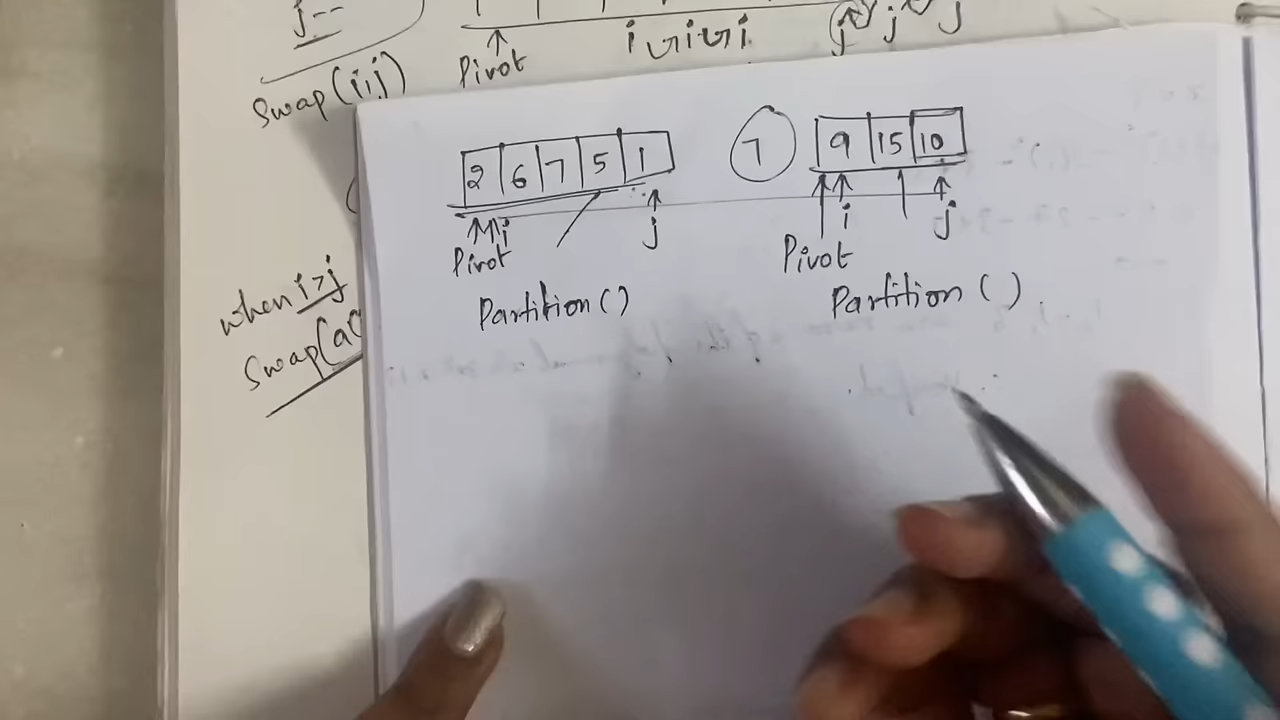 j--
Pivot
i i i
j j j
Swap(i,j)
2 6 7 5 1
7
9 15 10
i
j
i
j
Pivot
Pivot
Partition()
Partition ()
when i>j
Swap(a(